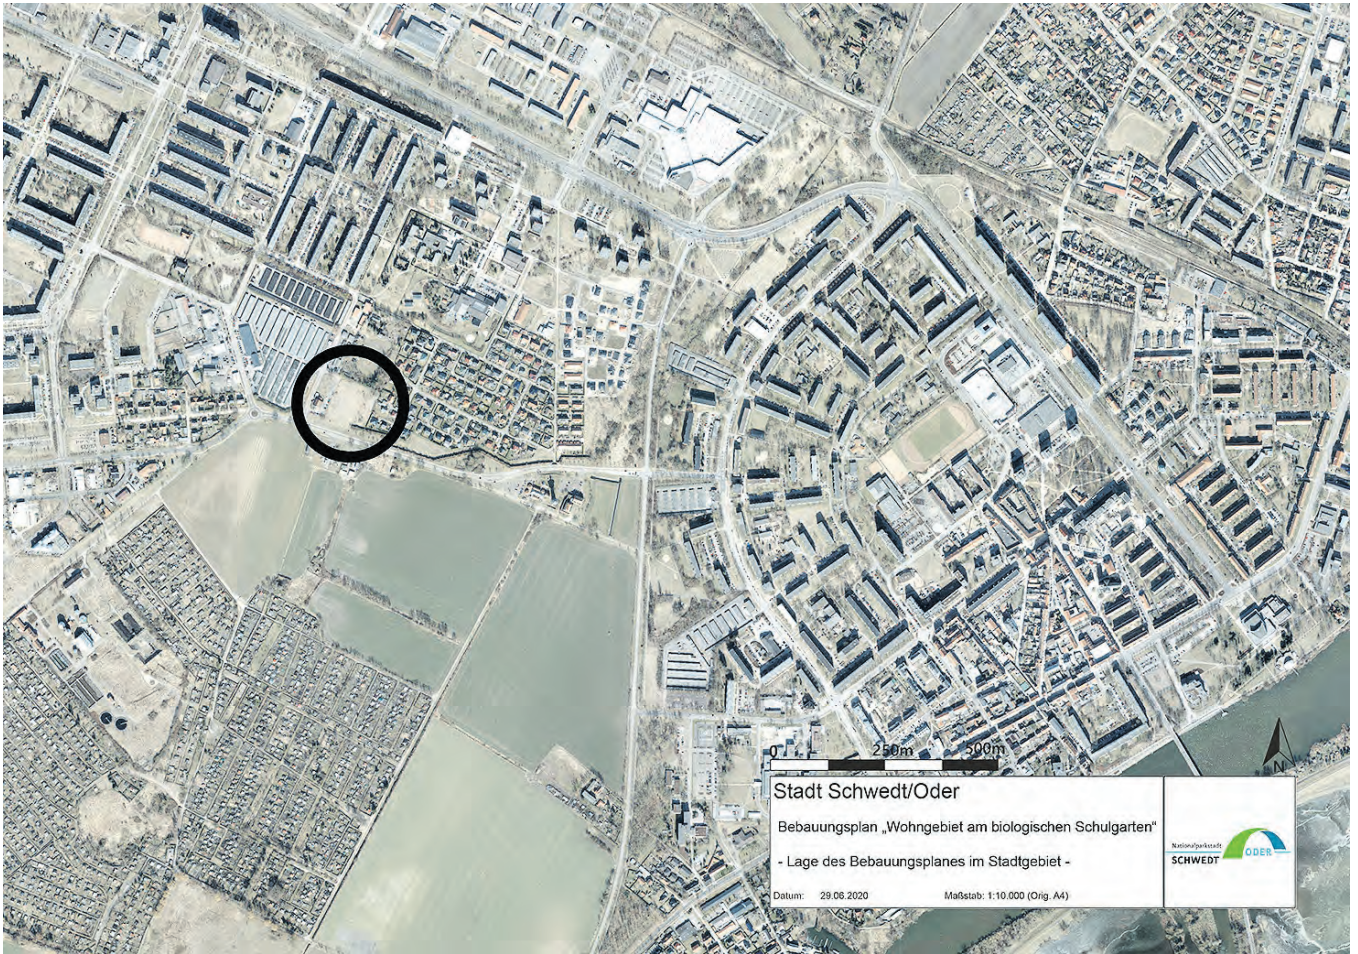 0 250m 500m
N
Stadt Schwedt/Oder
Bebauungsplan „Wohngebiet am biologischen Schulgarten“
- Lage des Bebauungsplanes im Stadtgebiet -
Datum: 29.06.2020 Maßstab: 1:10.000 (Orig. A4)
Nationalparkstadt
SCHWEDT ODER